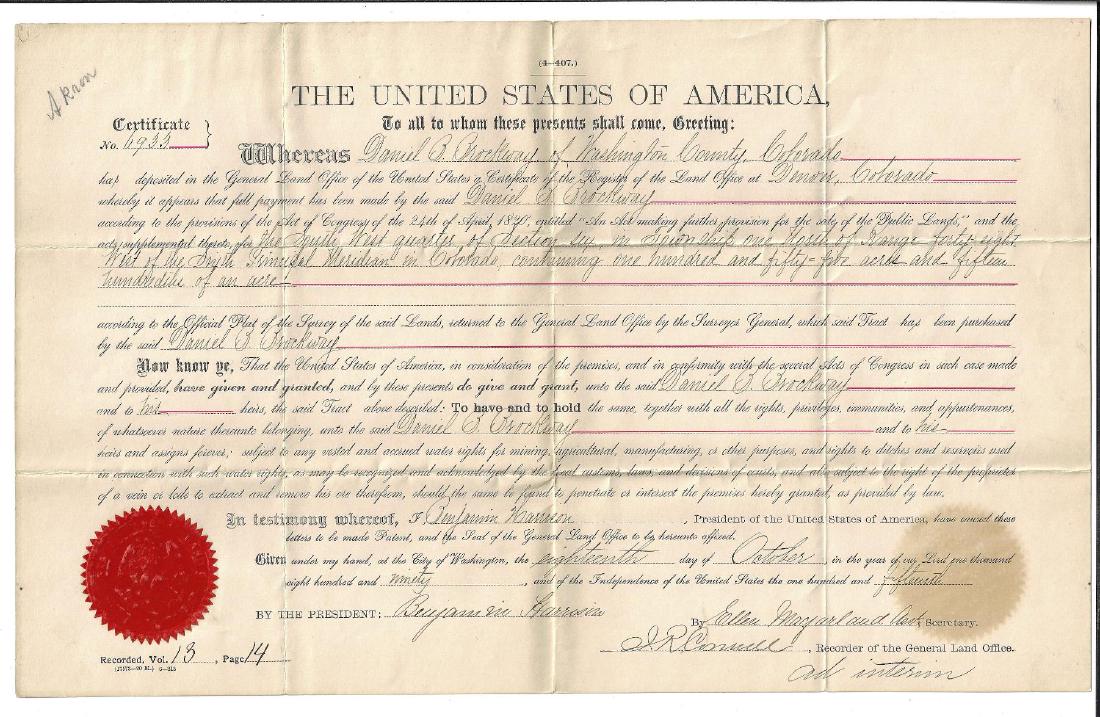 (4—407.)
Akron
THE UNITED STATES OF AMERICA,
Certificate
To all to whom these presents shall come, Greeting:
No. 6933
Whereas Daniel B. Brockway of Washington County, Colorado
has deposited in the General Land Office of the United States a Certificate of the Register of the Land Office at Denver, Colorado
whereby it appears that full payment has been made by the said Daniel B. Brockway
according to the provisions of the Act of Congress of the 24th of April, 1820, entitled "An Act making further provision for the sale of the Public Lands," and the
acts supplemental thereto, for the South West quarter of Section six in Township one North of Range forty-eight
West of the Sixth Principal Meridian in Colorado, containing one hundred and fifty-five acres and fifteen
hundredths of an acre
according to the Official Plat of the Survey of the said Lands, returned to the General Land Office by the Surveyor General, which said Tract has been purchased
by the said Daniel B. Brockway
Now know ye, That the United States of America, in consideration of the premises, and in conformity with the several Acts of Congress in such case made
and provided, have given and granted, and by these presents do give and grant, unto the said Daniel B. Brockway
and to his heirs, the said Tract above described: To have and to hold the same, together with all the rights, privileges, immunities, and appurtenances,
of whatsoever nature thereunto belonging, unto the said Daniel B. Brockway and to his
heirs and assigns forever; subject to any vested and accrued water rights for mining, agricultural, manufacturing, or other purposes, and rights to ditches and reservoirs used
in connection with such water rights, as may be recognized and acknowledged by the local customs, laws, and decisions of courts, and also subject to the right of the proprietor
of a vein or lode to extract and remove his ore therefrom, should the same be found to penetrate or intersect the premises hereby granted, as provided by law.
In testimony whereof, I Benjamin Harrison, President of the United States of America, have caused these
letters to be made Patent, and the Seal of the General Land Office to be hereunto affixed.
Given under my hand, at the City of Washington, the eighteenth day of October, in the year of our Lord one thousand
eight hundred and ninety, and of the Independence of the United States the one hundred and fifteenth
BY THE PRESIDENT: Benjamin Harrison
By Ellen Macfarland Asst. Secretary.
J. R. Conwell, Recorder of the General Land Office.
ad interim
Recorded, Vol. 13, Page 14